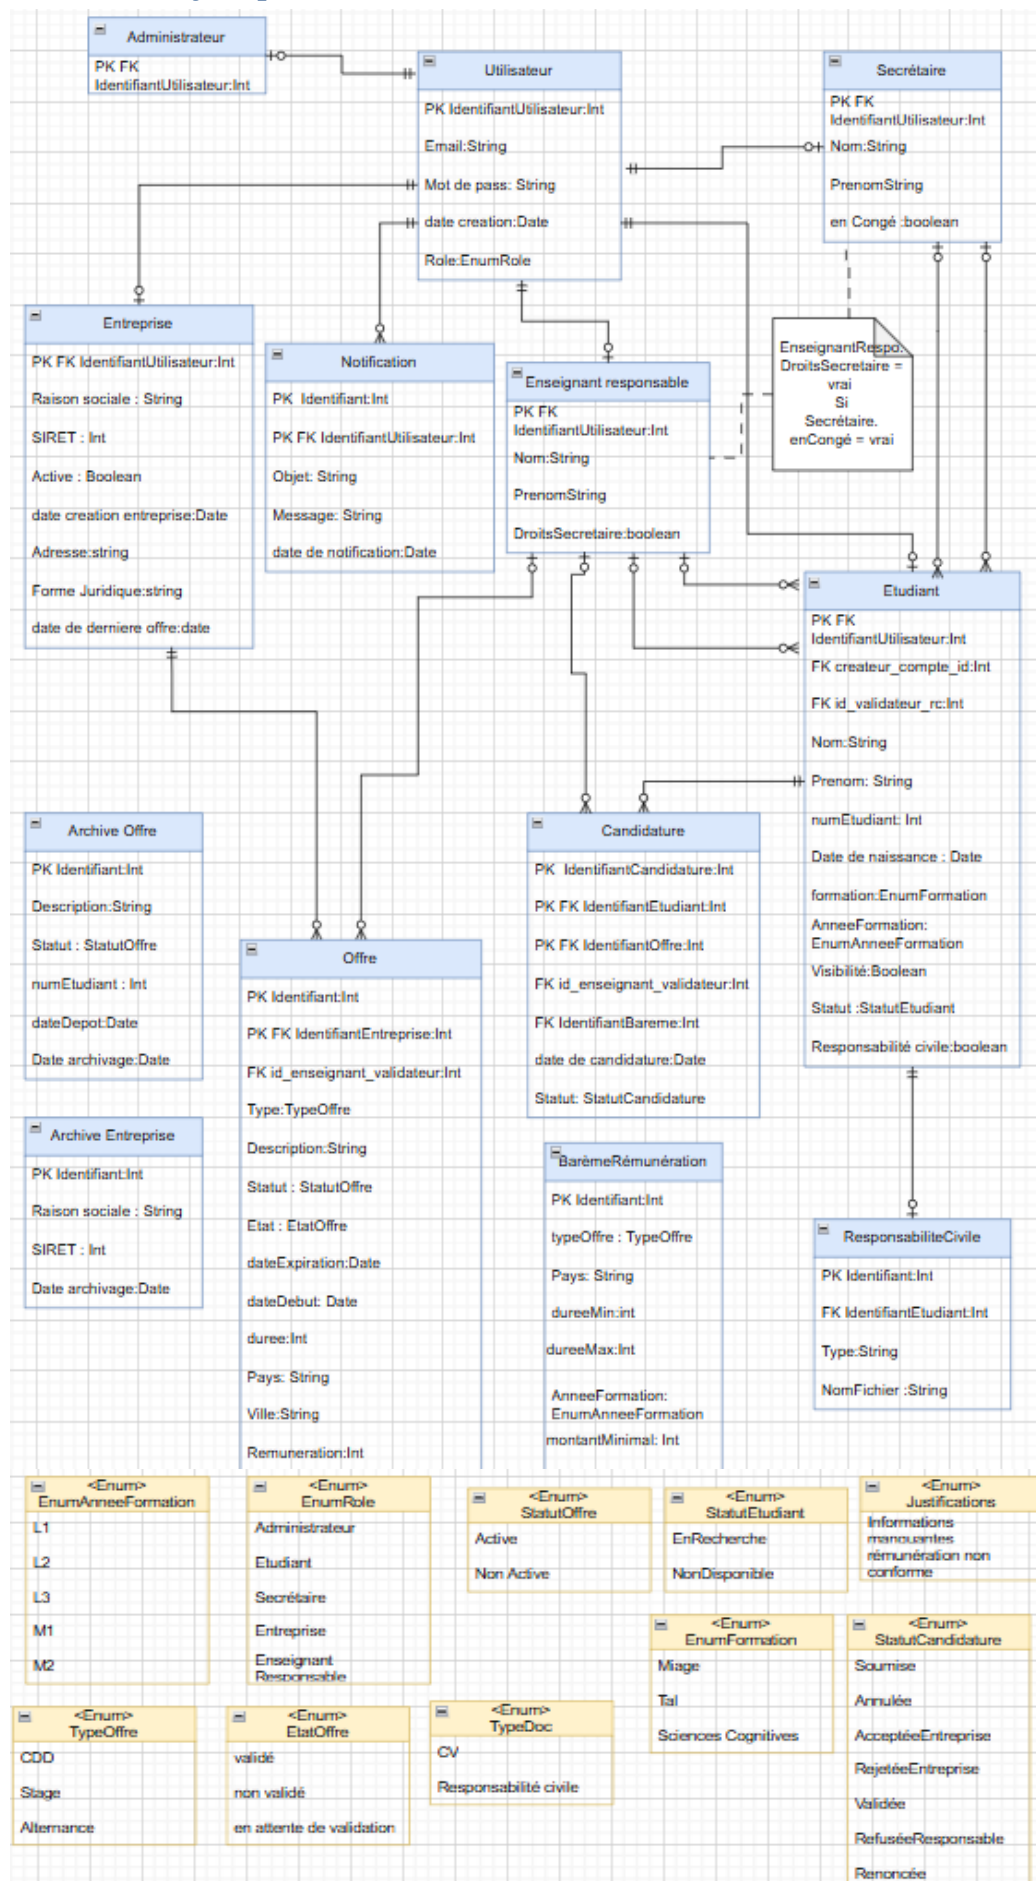 Administrateur
PK FK
IdentifiantUtilisateur:Int
Utilisateur
PK IdentifiantUtilisateur:Int
Email:String
Mot de pass: String
date creation:Date
Role:EnumRole
Secrétaire
PK FK
IdentifiantUtilisateur:Int
Nom:String
PrenomString
en Congé :boolean
EnseignantRespo.
DroitsSecretaire =
vrai
Si
Secrétaire.
enCongé = vrai
Entreprise
PK FK IdentifiantUtilisateur:Int
Raison sociale : String
SIRET : Int
Active : Boolean
date creation entreprise:Date
Adresse:string
Forme Juridique:string
date de derniere offre:date
Notification
PK  Identifiant:Int
PK FK IdentifiantUtilisateur:Int
Objet: String
Message: String
date de notification:Date
Enseignant responsable
PK FK
IdentifiantUtilisateur:Int
Nom:String
PrenomString
DroitsSecretaire:boolean
Etudiant
PK FK
IdentifiantUtilisateur:Int
FK createur_compte_id:Int
FK id_validateur_rc:Int
Nom:String
Prenom: String
numEtudiant: Int
Date de naissance : Date
formation:EnumFormation
AnneeFormation:
EnumAnneeFormation
Visibilité:Boolean
Statut :StatutEtudiant
Responsabilité civile:boolean
Archive Offre
PK Identifiant:Int
Description:String
Statut : StatutOffre
numEtudiant : Int
dateDepot:Date
Date archivage:Date
Candidature
PK  IdentifiantCandidature:Int
PK FK IdentifiantEtudiant:Int
PK FK IdentifiantOffre:Int
FK id_enseignant_validateur:Int
FK IdentifiantBareme:Int
date de candidature:Date
Statut: StatutCandidature
Offre
PK Identifiant:Int
PK FK IdentifiantEntreprise:Int
FK id_enseignant_validateur:Int
Type:TypeOffre
Description:String
Statut : StatutOffre
Etat : EtatOffre
dateExpiration:Date
dateDebut: Date
duree:Int
Pays: String
Ville:String
Remuneration:Int
Archive Entreprise
PK Identifiant:Int
Raison sociale : String
SIRET : Int
Date archivage:Date
BarèmeRémunération
PK Identifiant:Int
typeOffre : TypeOffre
Pays: String
dureeMin:int
dureeMax:Int
AnneeFormation:
EnumAnneeFormation
montantMinimal: Int
ResponsabiliteCivile
PK Identifiant:Int
FK IdentifiantEtudiant:Int
Type:String
NomFichier :String
<Enum>
EnumAnneeFormation
L1
L2
L3
M1
M2
<Enum>
EnumRole
Administrateur
Etudiant
Secrétaire
Entreprise
Enseignant
Responsable
<Enum>
StatutOffre
Active
Non Active
<Enum>
StatutEtudiant
EnRecherche
NonDisponible
<Enum>
Justifications
Informations
manquantes
rémunération non
conforme
<Enum>
EnumFormation
Miage
Tal
Sciences Cognitives
<Enum>
StatutCandidature
Soumise
Annulée
AcceptéeEntreprise
RejetéeEntreprise
Validée
RefuséeResponsable
Renoncée
<Enum>
TypeOffre
CDD
Stage
Alternance
<Enum>
EtatOffre
validé
non validé
en attente de validation
<Enum>
TypeDoc
CV
Responsabilité civile